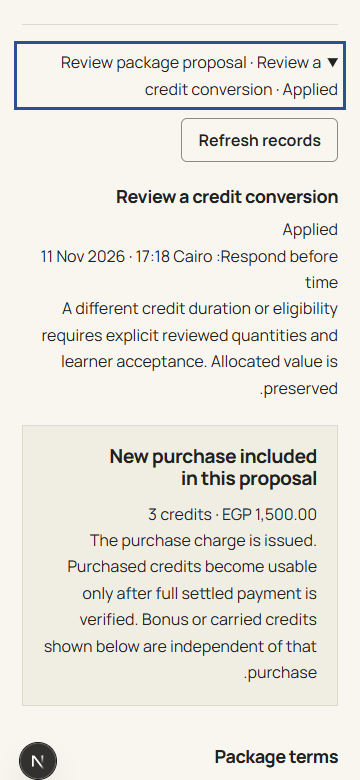 Review package proposal · Review a
credit conversion · Applied
Refresh records
Review a credit conversion
Applied
11 Nov 2026 · 17:18 Cairo :Respond before
time
A different credit duration or eligibility
requires explicit reviewed quantities and
learner acceptance. Allocated value is
.preserved
New purchase included
in this proposal
3 credits · EGP 1,500.00
The purchase charge is issued.
Purchased credits become usable
only after full settled payment is
verified. Bonus or carried credits
shown below are independent of that
.purchase
N
Package terms